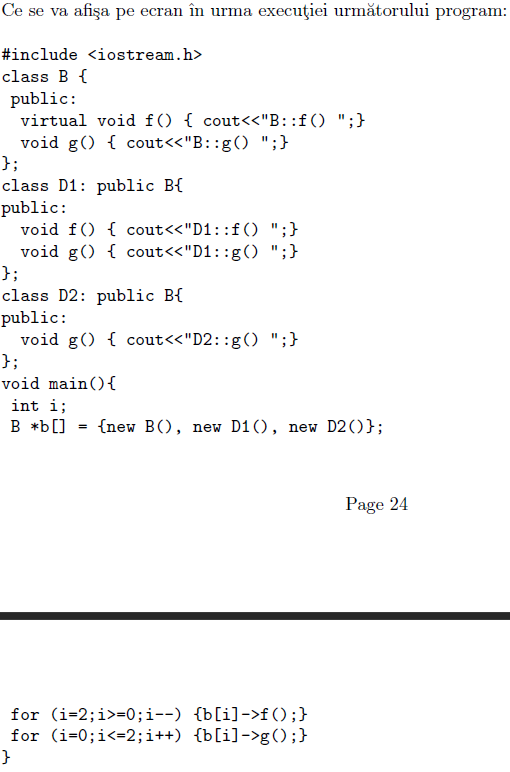 Ce se va afişa pe ecran în urma execuţiei următorului program:
#include <iostream.h>
class B {
 public:
  virtual void f() { cout<<"B::f() ";}
  void g() { cout<<"B::g() ";}
};
class D1: public B{
public:
  void f() { cout<<"D1::f() ";}
  void g() { cout<<"D1::g() ";}
};
class D2: public B{
public:
  void g() { cout<<"D2::g() ";}
};
void main(){
 int i;
 B *b[] = {new B(), new D1(), new D2()};
Page 24
 for (i=2;i>=0;i--) {b[i]->f();}
 for (i=0;i<=2;i++) {b[i]->g();}
}